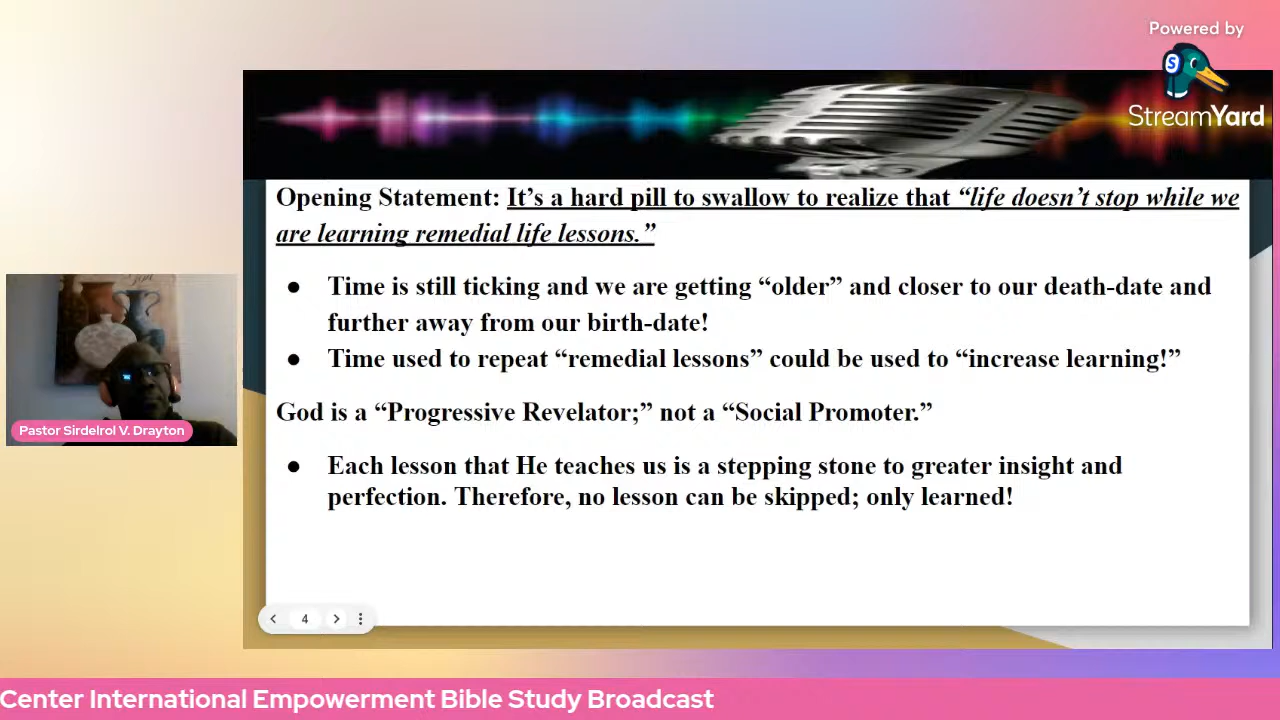 Powered by
StreamYard
Opening Statement: It’s a hard pill to swallow to realize that “life doesn’t stop while we
are learning remedial life lessons.”
● Time is still ticking and we are getting “older” and closer to our death-date and
further away from our birth-date!
● Time used to repeat “remedial lessons” could be used to “increase learning!”
God is a “Progressive Revelator;” not a “Social Promoter.”
● Each lesson that He teaches us is a stepping stone to greater insight and
perfection. Therefore, no lesson can be skipped; only learned!
Pastor Sirdelrol V. Drayton
4
Center International Empowerment Bible Study Broadcast